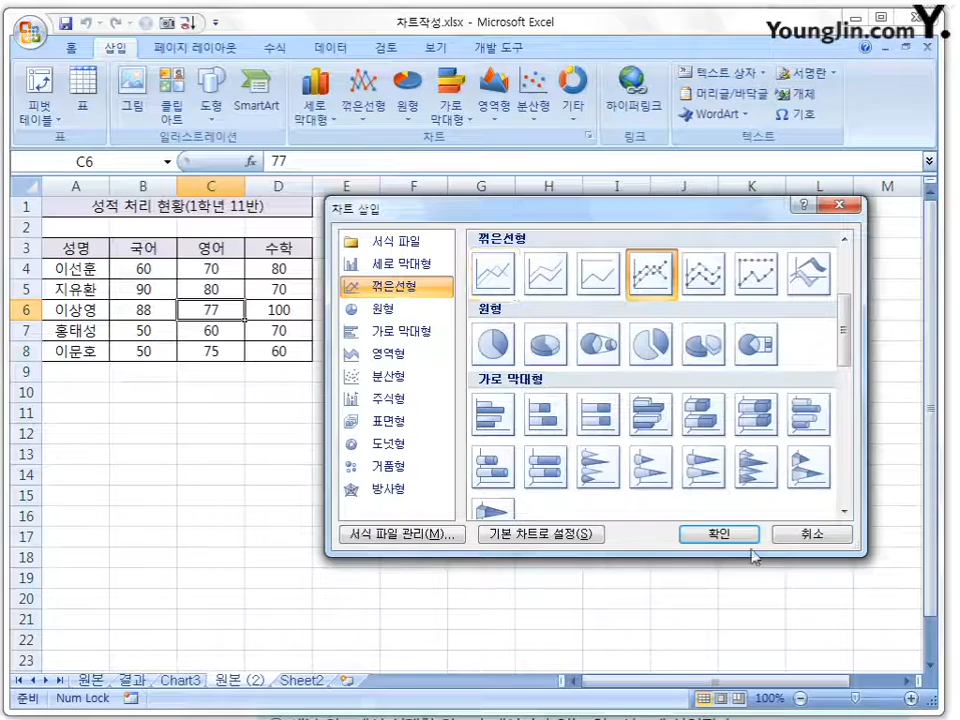 차트작성.xlsx - Microsoft Excel
YoungJin.com Y.
홈 삽입 페이지 레이아웃 수식 데이터 검토 보기 개발 도구
피벗 테이블 표 그림 클립 아트 도형 SmartArt 세로 막대형 꺾은선형 원형 가로 막대형 영역형 분산형 기타 하이퍼링크
텍스트 상자 서명란
머리글/바닥글 개체
WordArt Ω 기호
표 일러스트레이션 차트 링크 텍스트
C6 fx 77
A B C D E F G H I J K L M
1 성적 처리 현황(1학년 11반)
2
3 성명 국어 영어 수학
4 이선훈 60 70 80
5 지유환 90 80 70
6 이상영 88 77 100
7 홍태성 50 60 70
8 이문호 50 75 60
9
10
11
12
13
14
15
16
17
18
19
20
21
22
23
차트 삽입 ?
서식 파일
세로 막대형
꺾은선형
원형
가로 막대형
영역형
분산형
주식형
표면형
도넛형
거품형
방사형
꺾은선형
원형
가로 막대형
서식 파일 관리(M)... 기본 차트로 설정(S) 확인 취소
원본 결과 Chart3 원본 (2) Sheet2
준비 Num Lock 100%